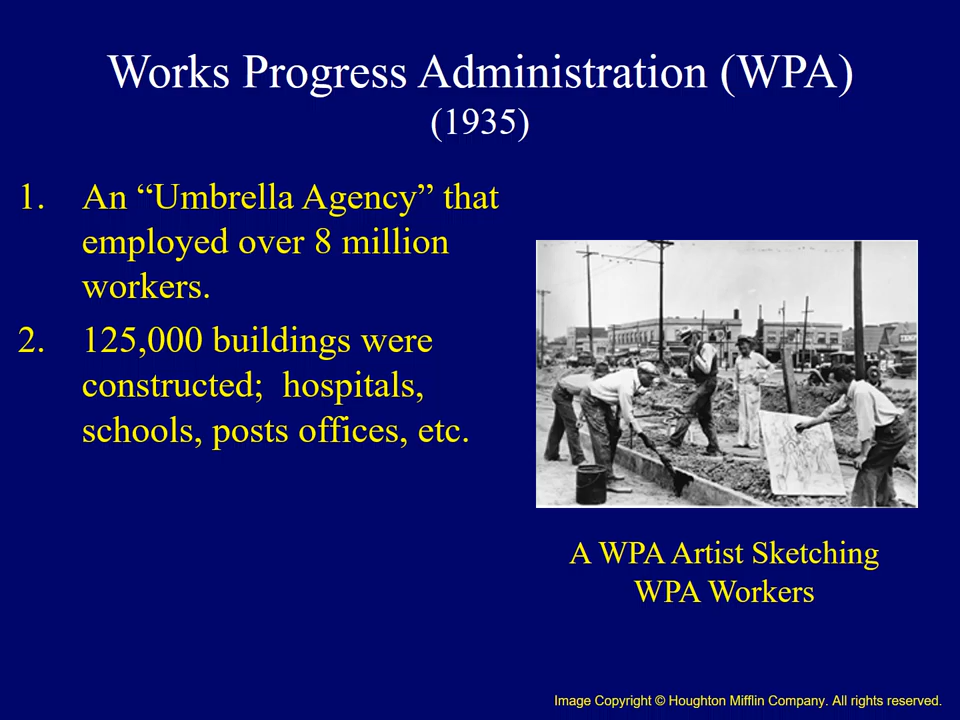 Works Progress Administration (WPA)
(1935)
1. An “Umbrella Agency” that
employed over 8 million
workers.
2. 125,000 buildings were
constructed;  hospitals,
schools, posts offices, etc.
A WPA Artist Sketching
WPA Workers
Image Copyright © Houghton Mifflin Company. All rights reserved.